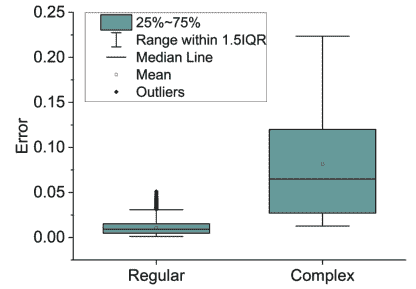 0.25
0.20
0.15
0.10
0.05
0.00
Error
25%~75%
Range within 1.5IQR
Median Line
Mean
Outliers
Regular
Complex